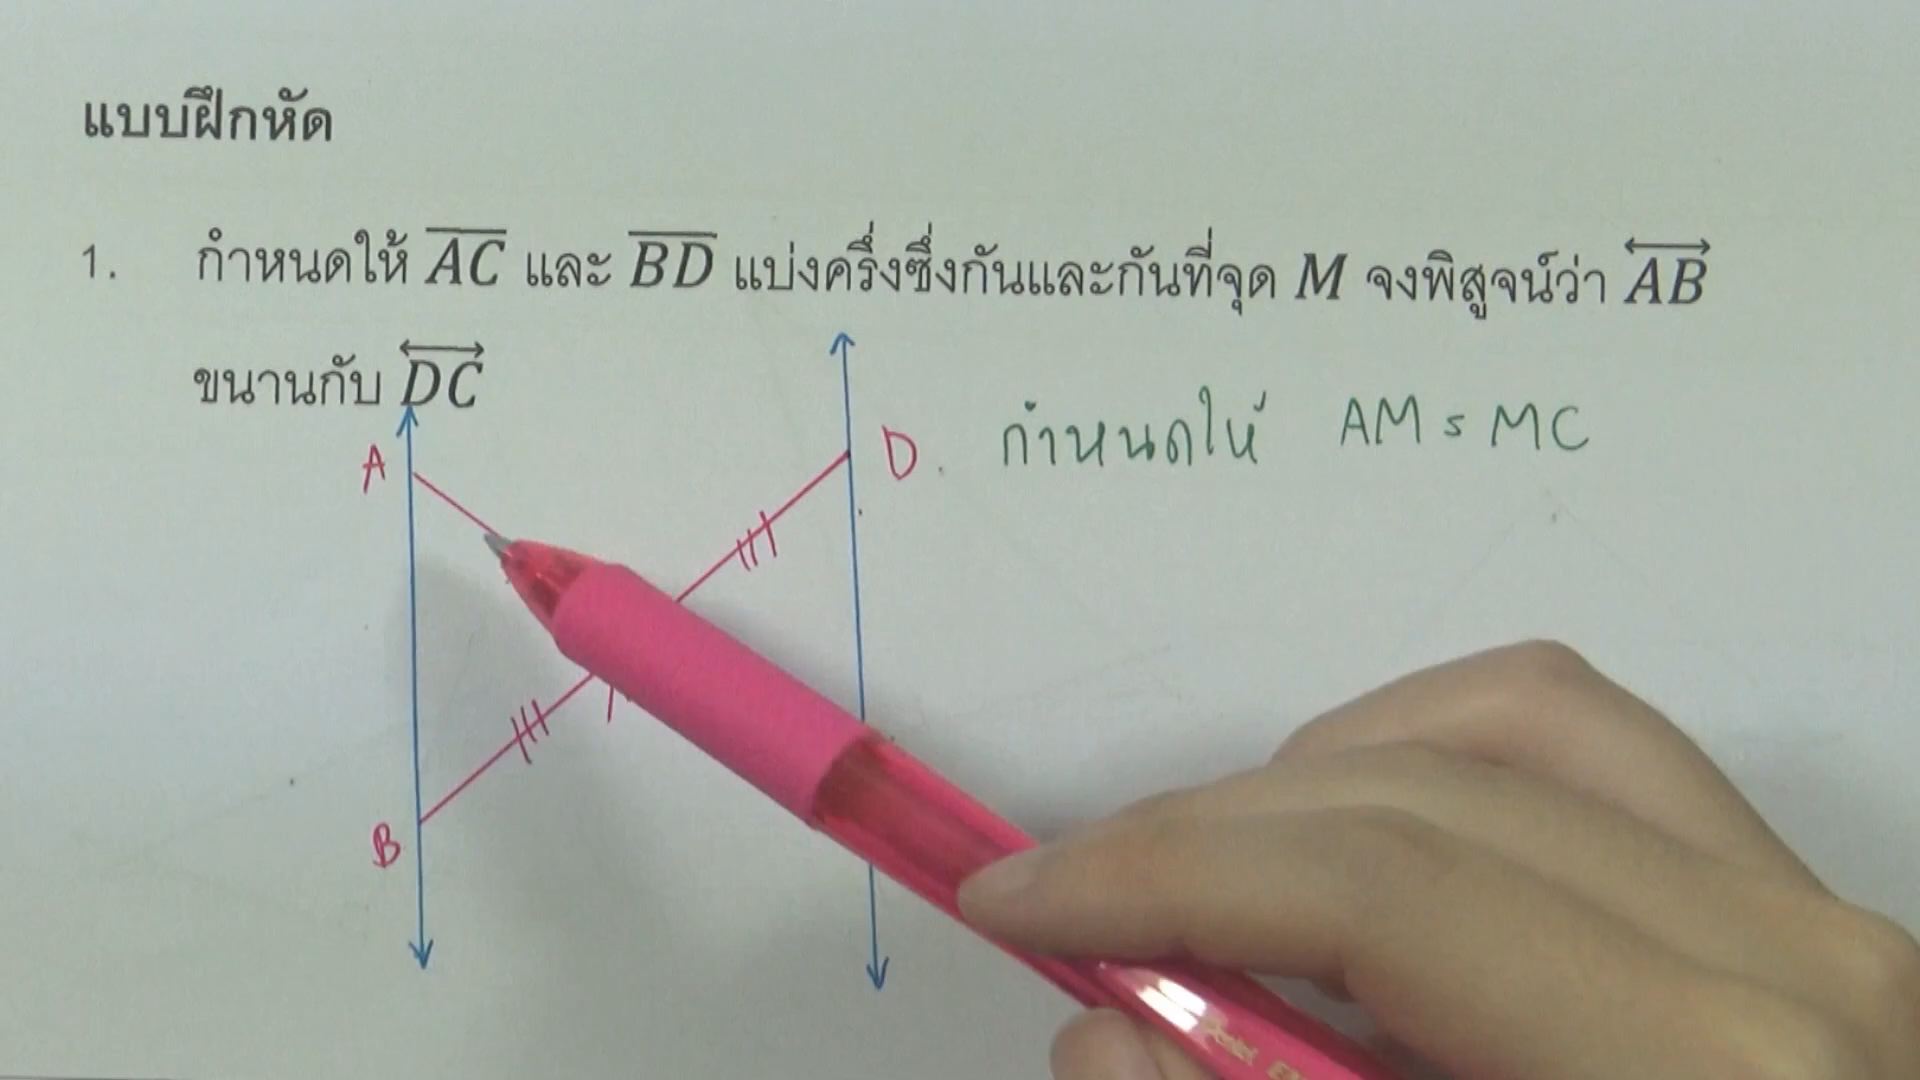 แบบฝึกหัด
1. กำหนดให้ AC และ BD แบ่งครึ่งซึ่งกันและกันที่จุด M จงพิสูจน์ว่า AB
ขนานกับ DC
กำหนดให้ AM = MC
A
D
B
Pentel